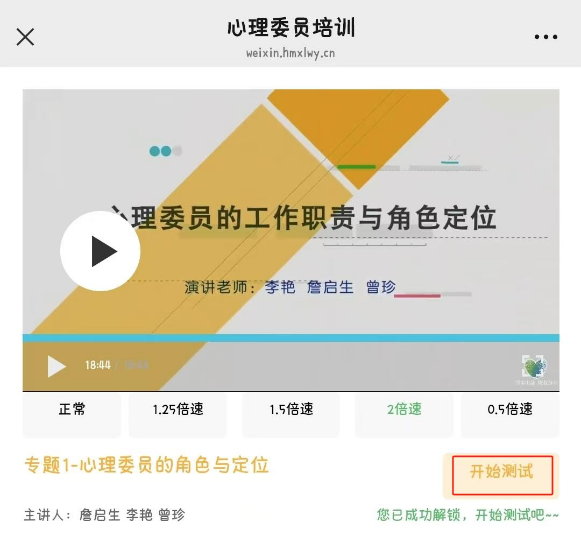 心理委员培训
weixin.hmxlwy.cn
心理委员的工作职责与角色定位
演讲老师：李艳 詹启生 曾珍
18:44
正常
1.25倍速
1.5倍速
2倍速
0.5倍速
专题1-心理委员的角色与定位
开始测试
主讲人：詹启生 李艳 曾珍
您已成功解锁，开始测试吧~~